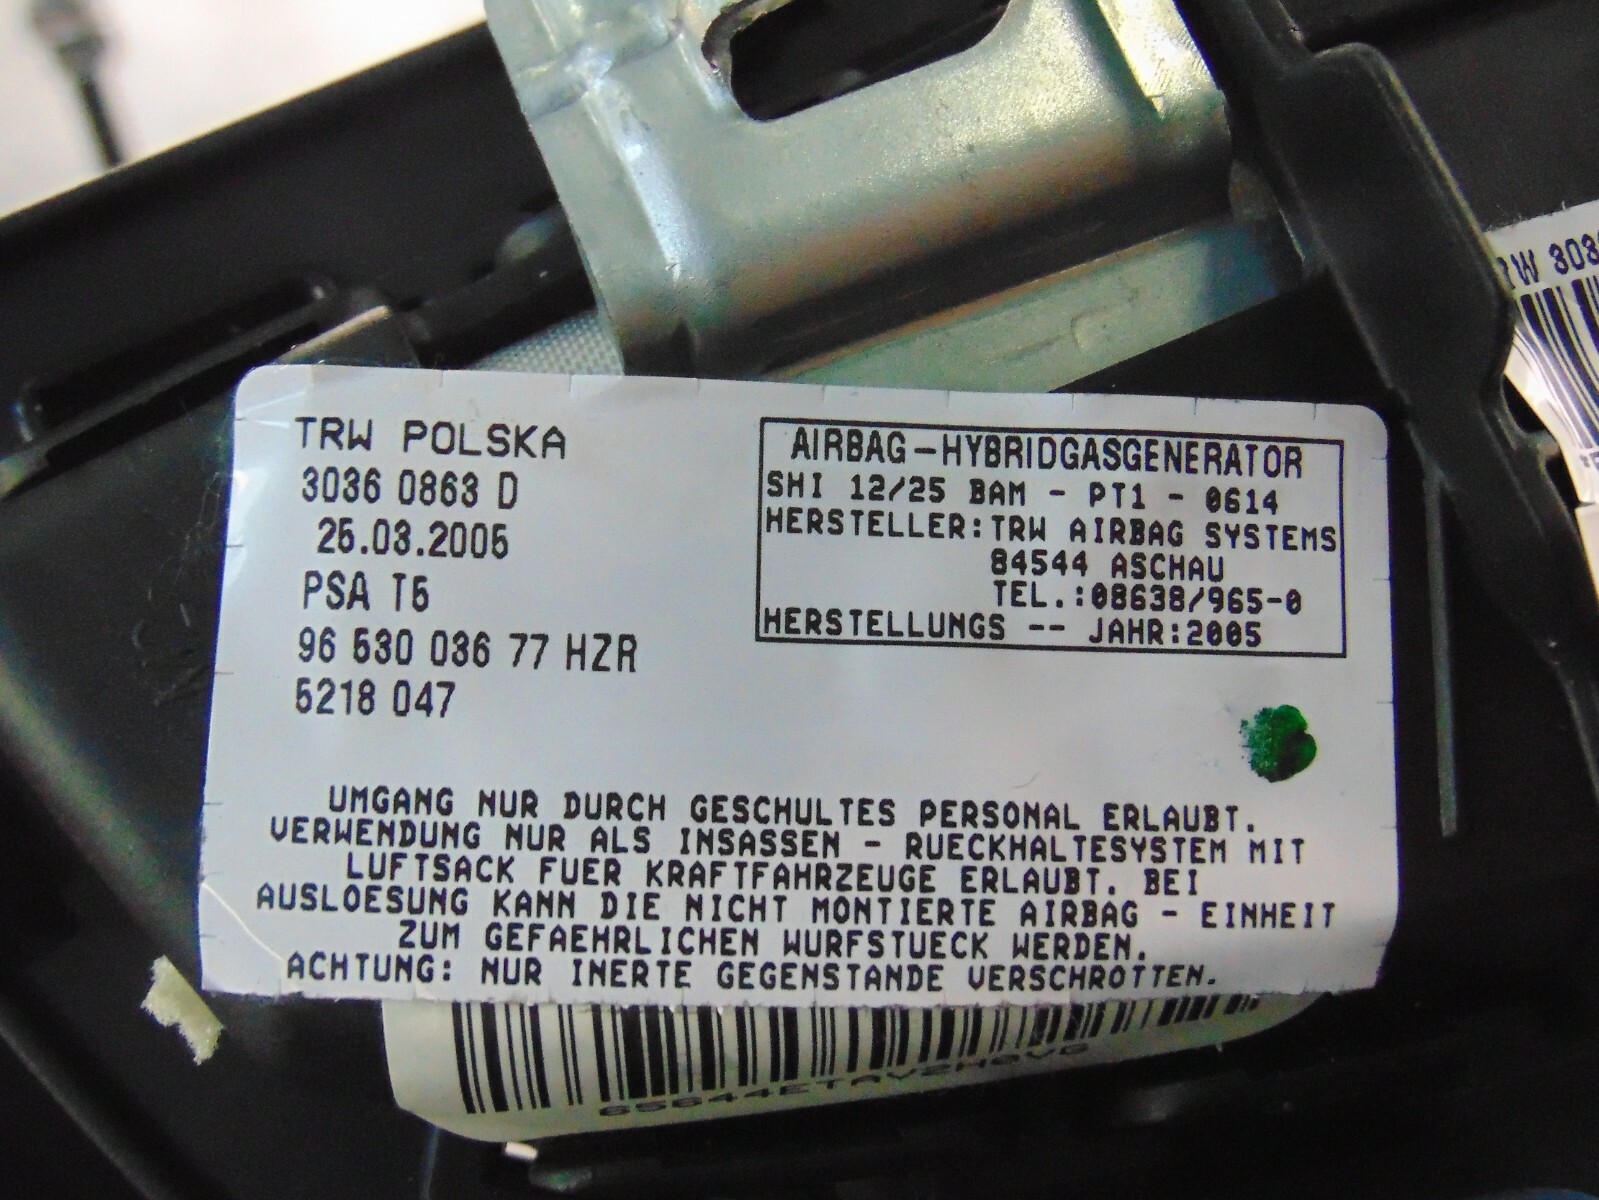 TRW POLSKA
3036 0863 D
25.03.2005
PSA T5
96 530 036 77 HZR
5218 047
AIRBAG-HYBRIDGASGENERATOR
SHI 12/25 BAM - PT1 - 0614
HERSTELLER:TRW AIRBAG SYSTEMS
84544 ASCHAU
TEL.:08638/965-0
HERSTELLUNGS -- JAHR:2005
UMGANG NUR DURCH GESCHULTES PERSONAL ERLAUBT.
VERWENDUNG NUR ALS INSASSEN - RUECKHALTESYSTEM MIT
LUFTSACK FUER KRAFTFAHRZEUGE ERLAUBT. BEI
AUSLOESUNG KANN DIE NICHT MONTIERTE AIRBAG - EINHEIT
ZUM GEFAEHRLICHEN WURFSTUECK WERDEN.
ACHTUNG: NUR INERTE GEGENSTANDE VERSCHROTTEN.